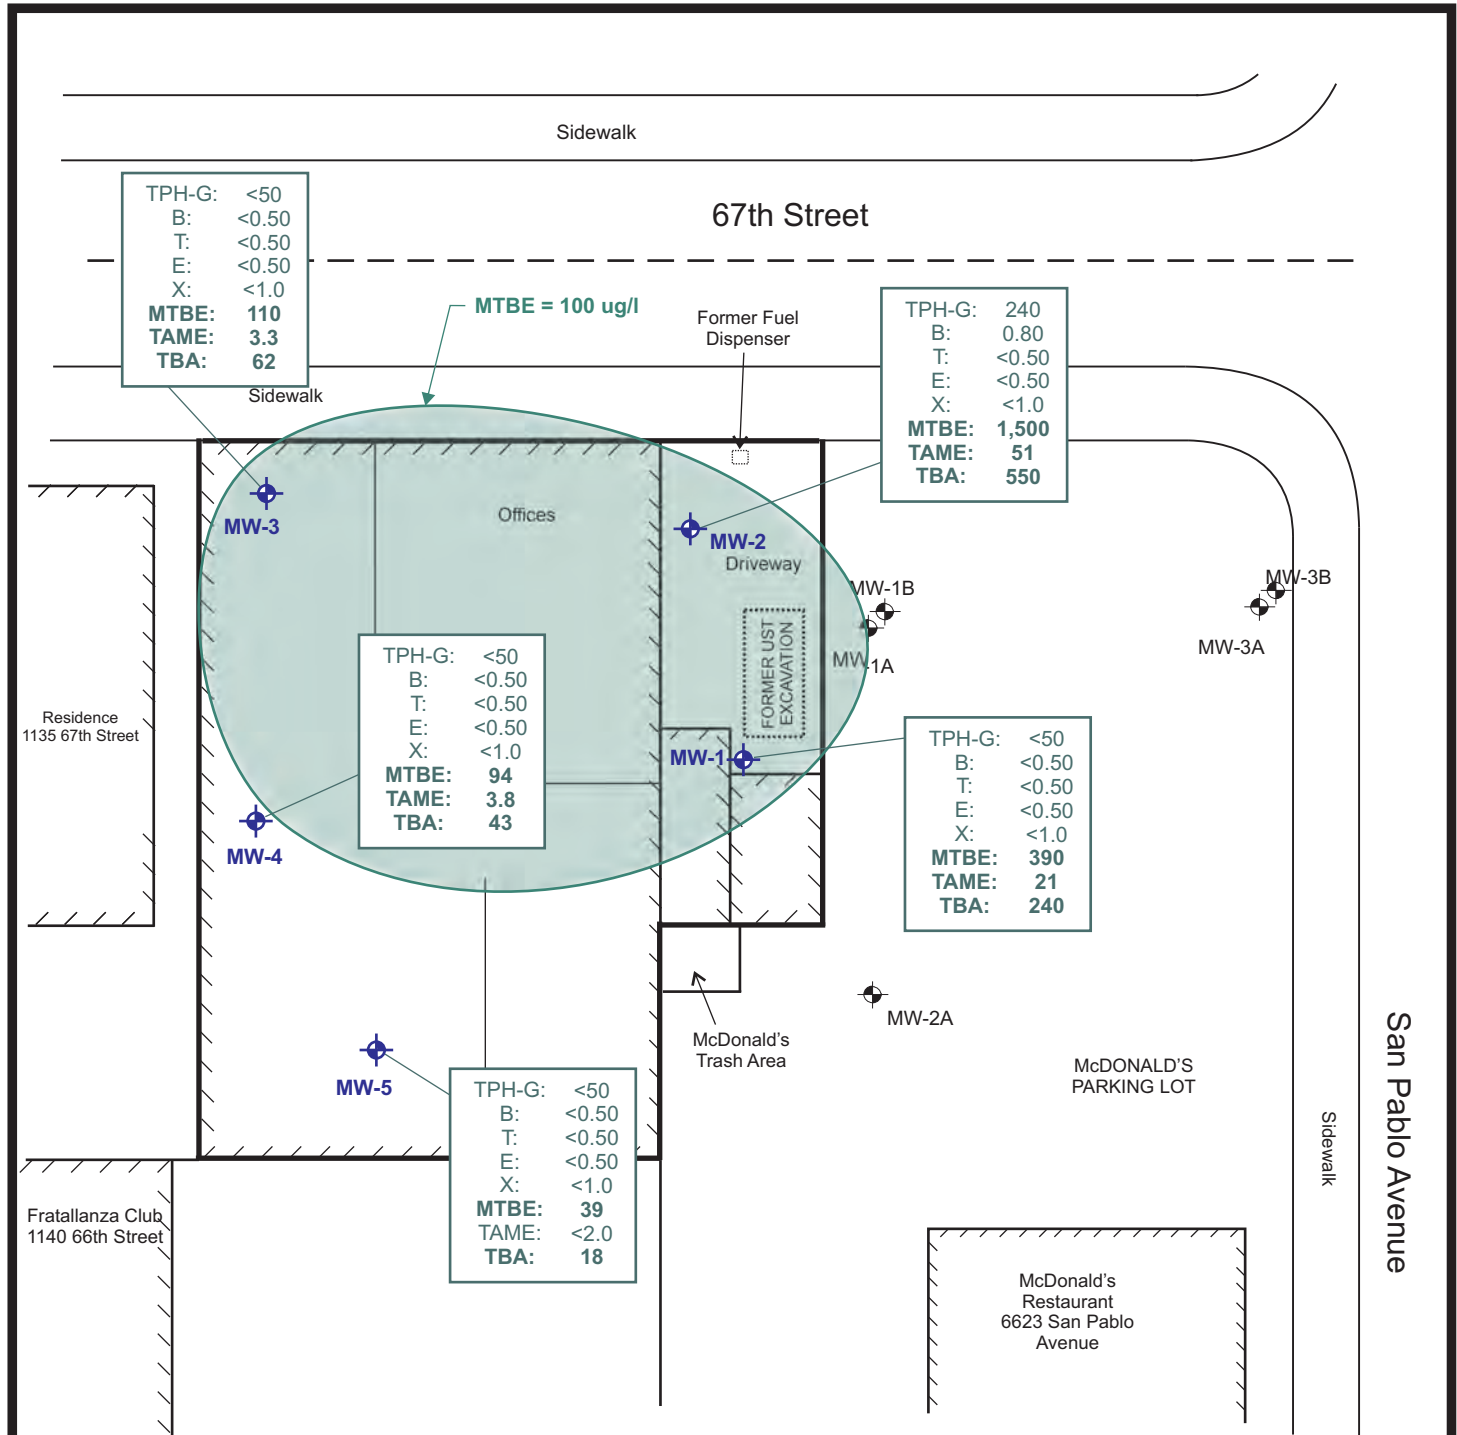 Sidewalk
67th Street
TPH-G: <50
B: <0.50
T: <0.50
E: <0.50
X: <1.0
MTBE: 110
TAME: 3.3
TBA: 62
MTBE = 100 ug/l
Former Fuel
Dispenser
TPH-G: 240
B: 0.80
T: <0.50
E: <0.50
X: <1.0
MTBE: 1,500
TAME: 51
TBA: 550
Sidewalk
MW-3
Offices
MW-2
Driveway
MW-1B
MW-3B
MW-1A
MW-3A
FORMER UST
EXCAVATION
TPH-G: <50
B: <0.50
T: <0.50
E: <0.50
X: <1.0
MTBE: 94
TAME: 3.8
TBA: 43
Residence
1135 67th Street
MW-1
TPH-G: <50
B: <0.50
T: <0.50
E: <0.50
X: <1.0
MTBE: 390
TAME: 21
TBA: 240
MW-4
MW-2A
McDonald's
Trash Area
MW-5
McDONALD'S
PARKING LOT
San Pablo Avenue
Sidewalk
TPH-G: <50
B: <0.50
T: <0.50
E: <0.50
X: <1.0
MTBE: 39
TAME: <2.0
TBA: 18
Fratallanza Club
1140 66th Street
McDonald's
Restaurant
6623 San Pablo
Avenue